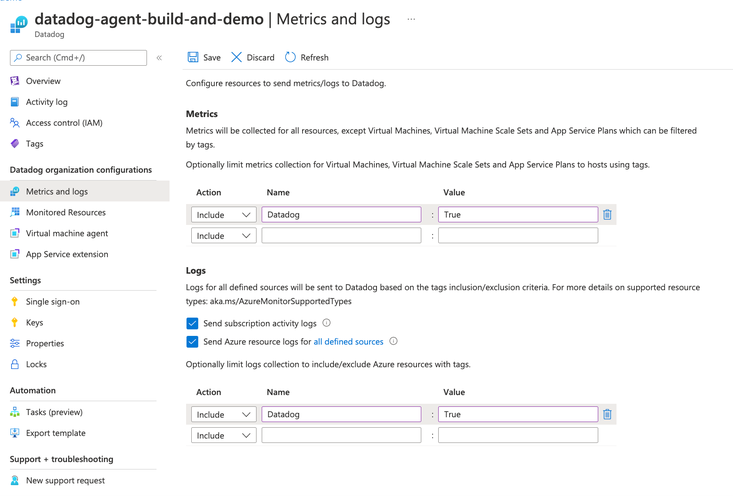 datadog-agent-build-and-demo | Metrics and logs ...
Datadog
Search (Cmd+/) «
Overview
Activity log
Access control (IAM)
Tags
Datadog organization configurations
Metrics and logs
Monitored Resources
Virtual machine agent
App Service extension
Settings
Single sign-on
Keys
Properties
Locks
Automation
Tasks (preview)
Export template
Support + troubleshooting
New support request
Save Discard Refresh
Configure resources to send metrics/logs to Datadog.
Metrics
Metrics will be collected for all resources, except Virtual Machines, Virtual Machine Scale Sets and App Service Plans which can be filtered
by tags.
Optionally limit metrics collection for Virtual Machines, Virtual Machine Scale Sets and App Service Plans to hosts using tags.
Action Name Value
Include Datadog : True
Include :
Logs
Logs for all defined sources will be sent to Datadog based on the tags inclusion/exclusion criteria. For more details on supported resource
types: aka.ms/AzureMonitorSupportedTypes
Send subscription activity logs
Send Azure resource logs for all defined sources
Optionally limit logs collection to include/exclude Azure resources with tags.
Action Name Value
Include Datadog : True
Include :